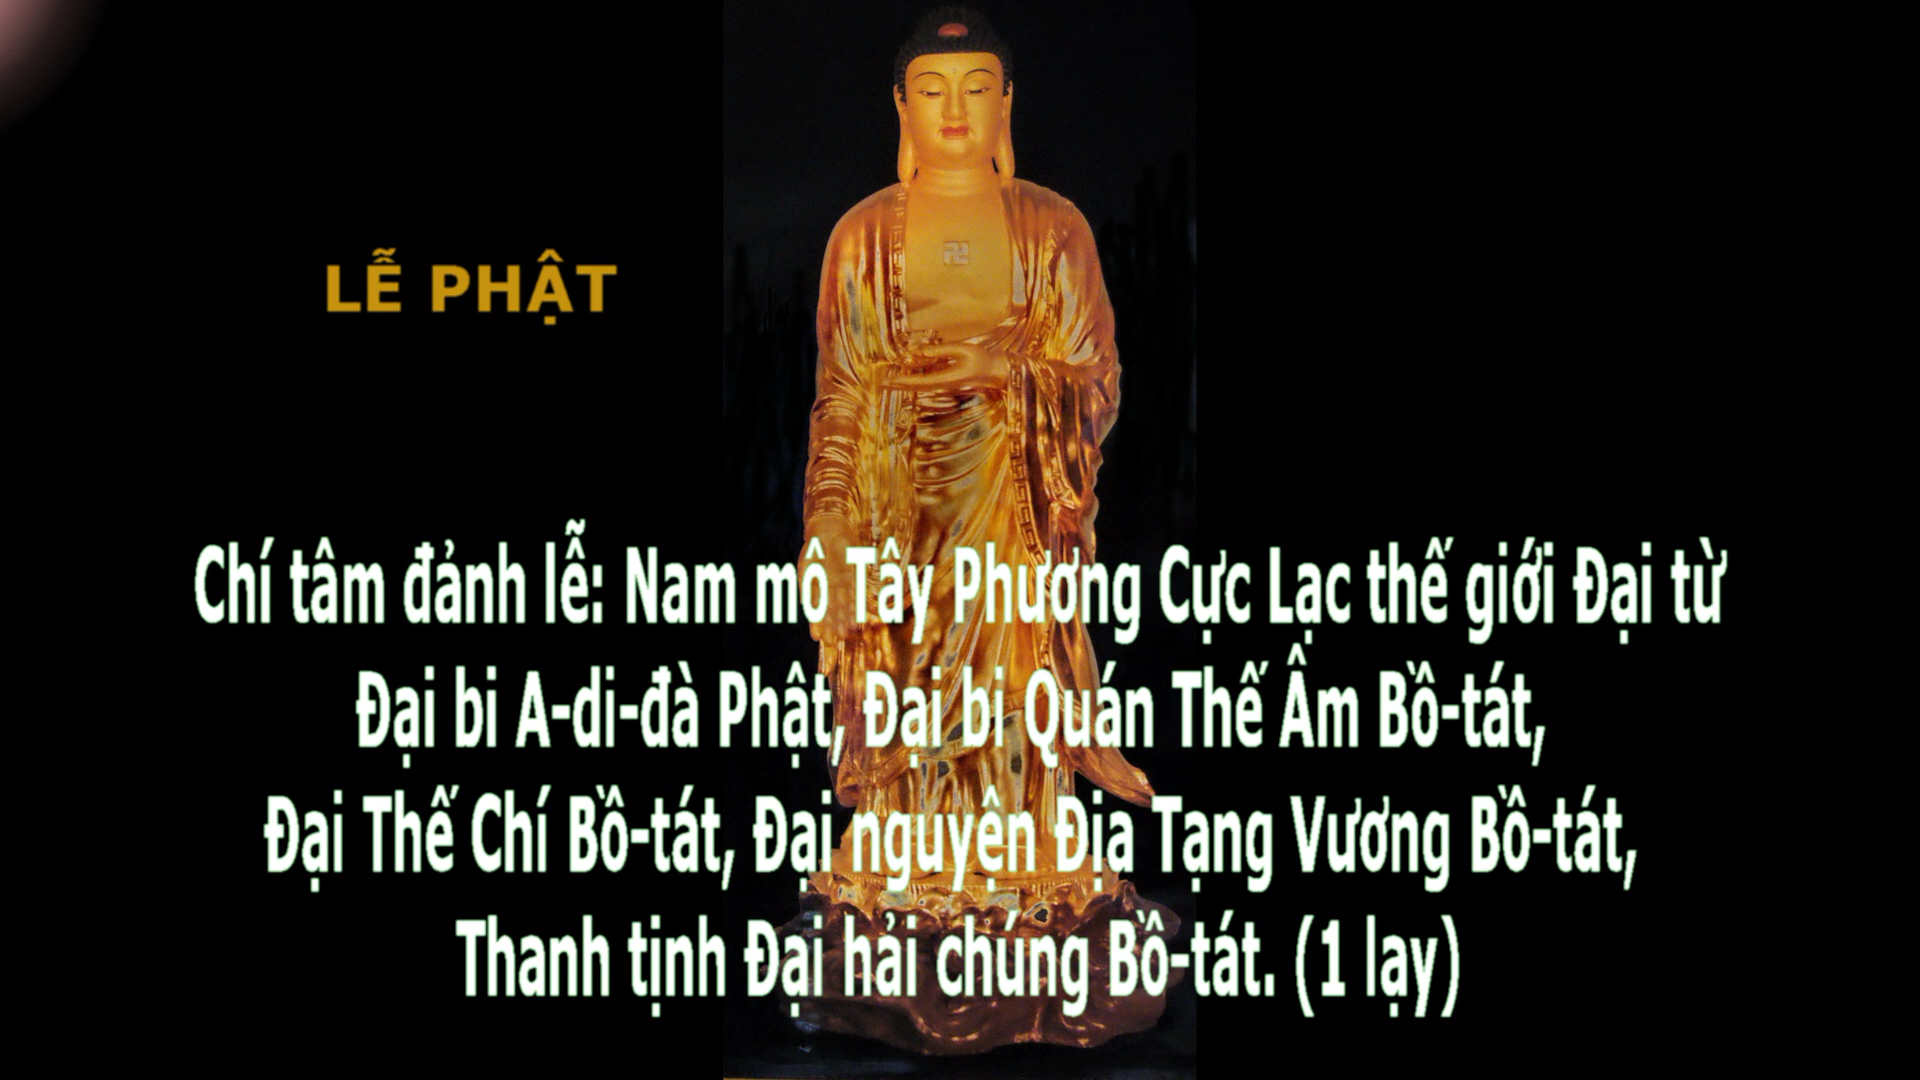 LỄ PHẬT
Chí tâm đảnh lễ: Nam mô Tây Phương Cực Lạc thế giới Đại từ
Đại bi A-di-đà Phật, Đại bi Quán Thế Âm Bồ-tát,
Đại Thế Chí Bồ-tát, Đại nguyện Địa Tạng Vương Bồ-tát,
Thanh tịnh Đại hải chúng Bồ-tát. (1 lạy)